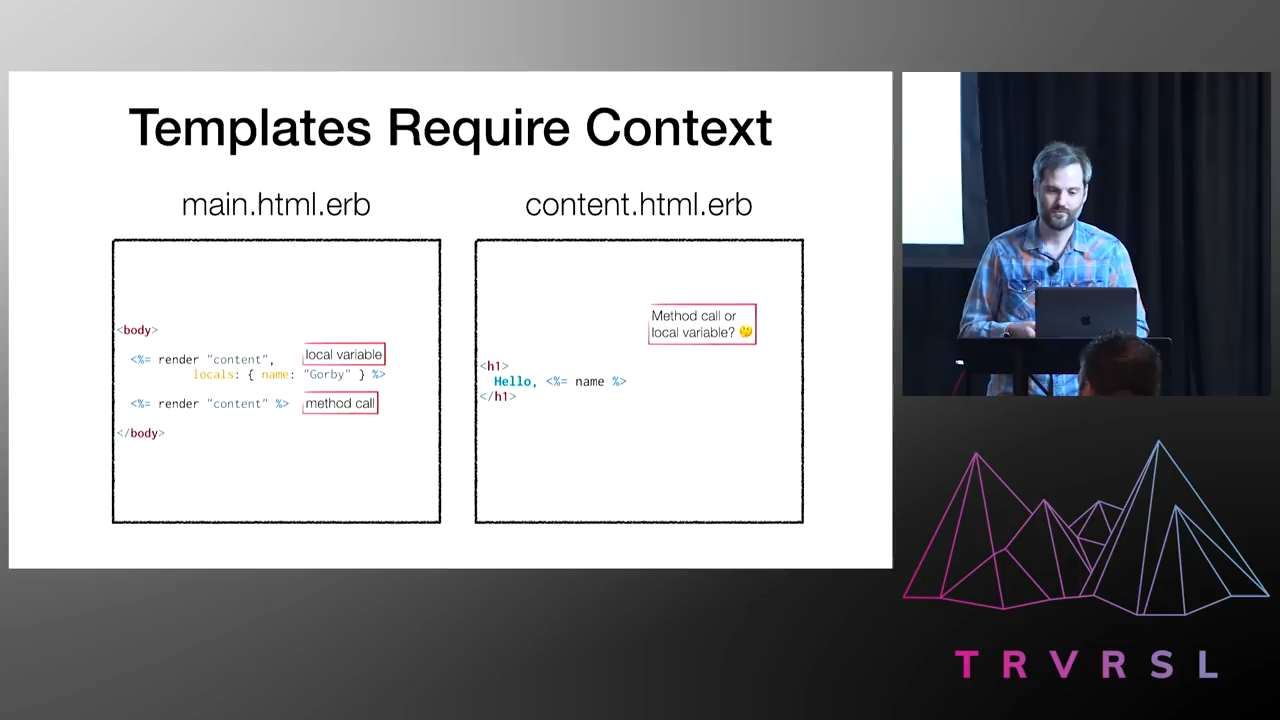 Templates Require Context
main.html.erb
<body>
<%= render "content",
locals: { name: "Gorby" } %>
local variable
<%= render "content" %>
method call
</body>
content.html.erb
Method call or
local variable? 🤔
<h1>
Hello, <%= name %>
</h1>
TRVRSL